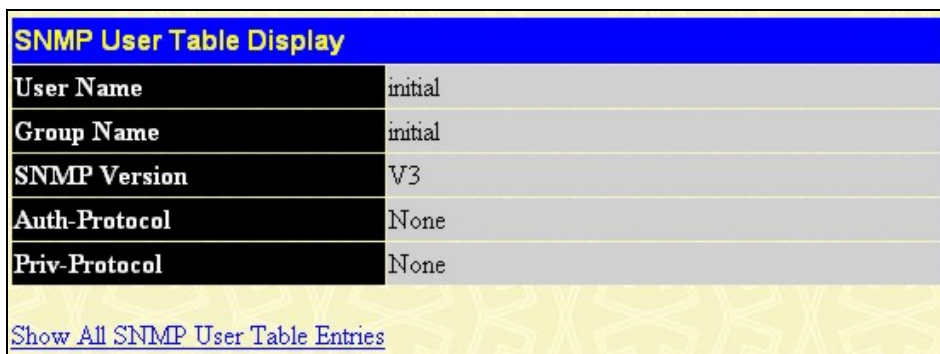 SNMP User Table Display
User Name initial
Group Name initial
SNMP Version V3
Auth-Protocol None
Priv-Protocol None
Show All SNMP User Table Entries